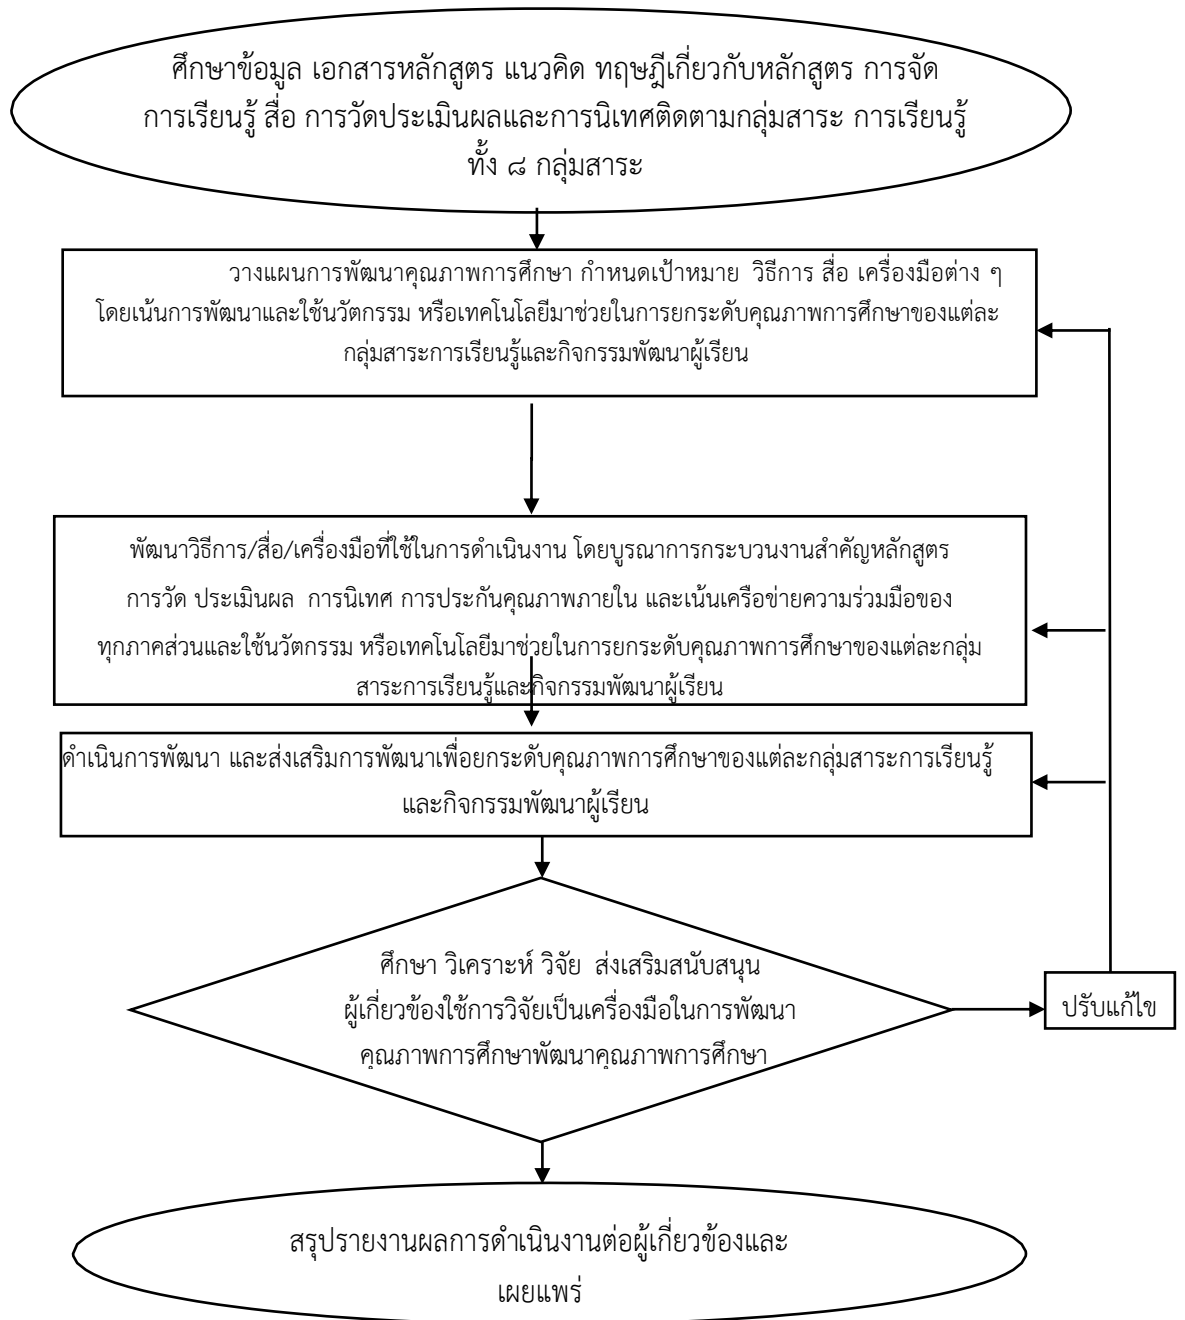 ศึกษาข้อมูล เอกสารหลักสูตร แนวคิด ทฤษฎีเกี่ยวกับหลักสูตร การจัด
การเรียนรู้ สื่อ การวัดประเมินผลและการนิเทศติดตามกลุ่มสาระ การเรียนรู้
ทั้ง ๘ กลุ่มสาระ
วางแผนการพัฒนาคุณภาพการศึกษา กำหนดเป้าหมาย วิธีการ สื่อ เครื่องมือต่าง ๆ
โดยเน้นการพัฒนาและใช้นวัตกรรม หรือเทคโนโลยีมาช่วยในการยกระดับคุณภาพการศึกษาของแต่ละ
กลุ่มสาระการเรียนรู้และกิจกรรมพัฒนาผู้เรียน
พัฒนาวิธีการ/สื่อ/เครื่องมือที่ใช้ในการดำเนินงาน โดยบูรณาการกระบวนงานสำคัญหลักสูตร
การวัด ประเมินผล การนิเทศ การประกันคุณภาพภายใน และเน้นเครือข่ายความร่วมมือของ
ทุกภาคส่วนและใช้นวัตกรรม หรือเทคโนโลยีมาช่วยในการยกระดับคุณภาพการศึกษาของแต่ละกลุ่ม
สาระการเรียนรู้และกิจกรรมพัฒนาผู้เรียน
ดำเนินการพัฒนา และส่งเสริมการพัฒนาเพื่อยกระดับคุณภาพการศึกษาของแต่ละกลุ่มสาระการเรียนรู้
และกิจกรรมพัฒนาผู้เรียน
ศึกษา วิเคราะห์ วิจัย ส่งเสริมสนับสนุน
ผู้เกี่ยวข้องใช้การวิจัยเป็นเครื่องมือในการพัฒนา
คุณภาพการศึกษาพัฒนาคุณภาพการศึกษา
ปรับแก้ไข
สรุปรายงานผลการดำเนินงานต่อผู้เกี่ยวข้องและ
เผยแพร่